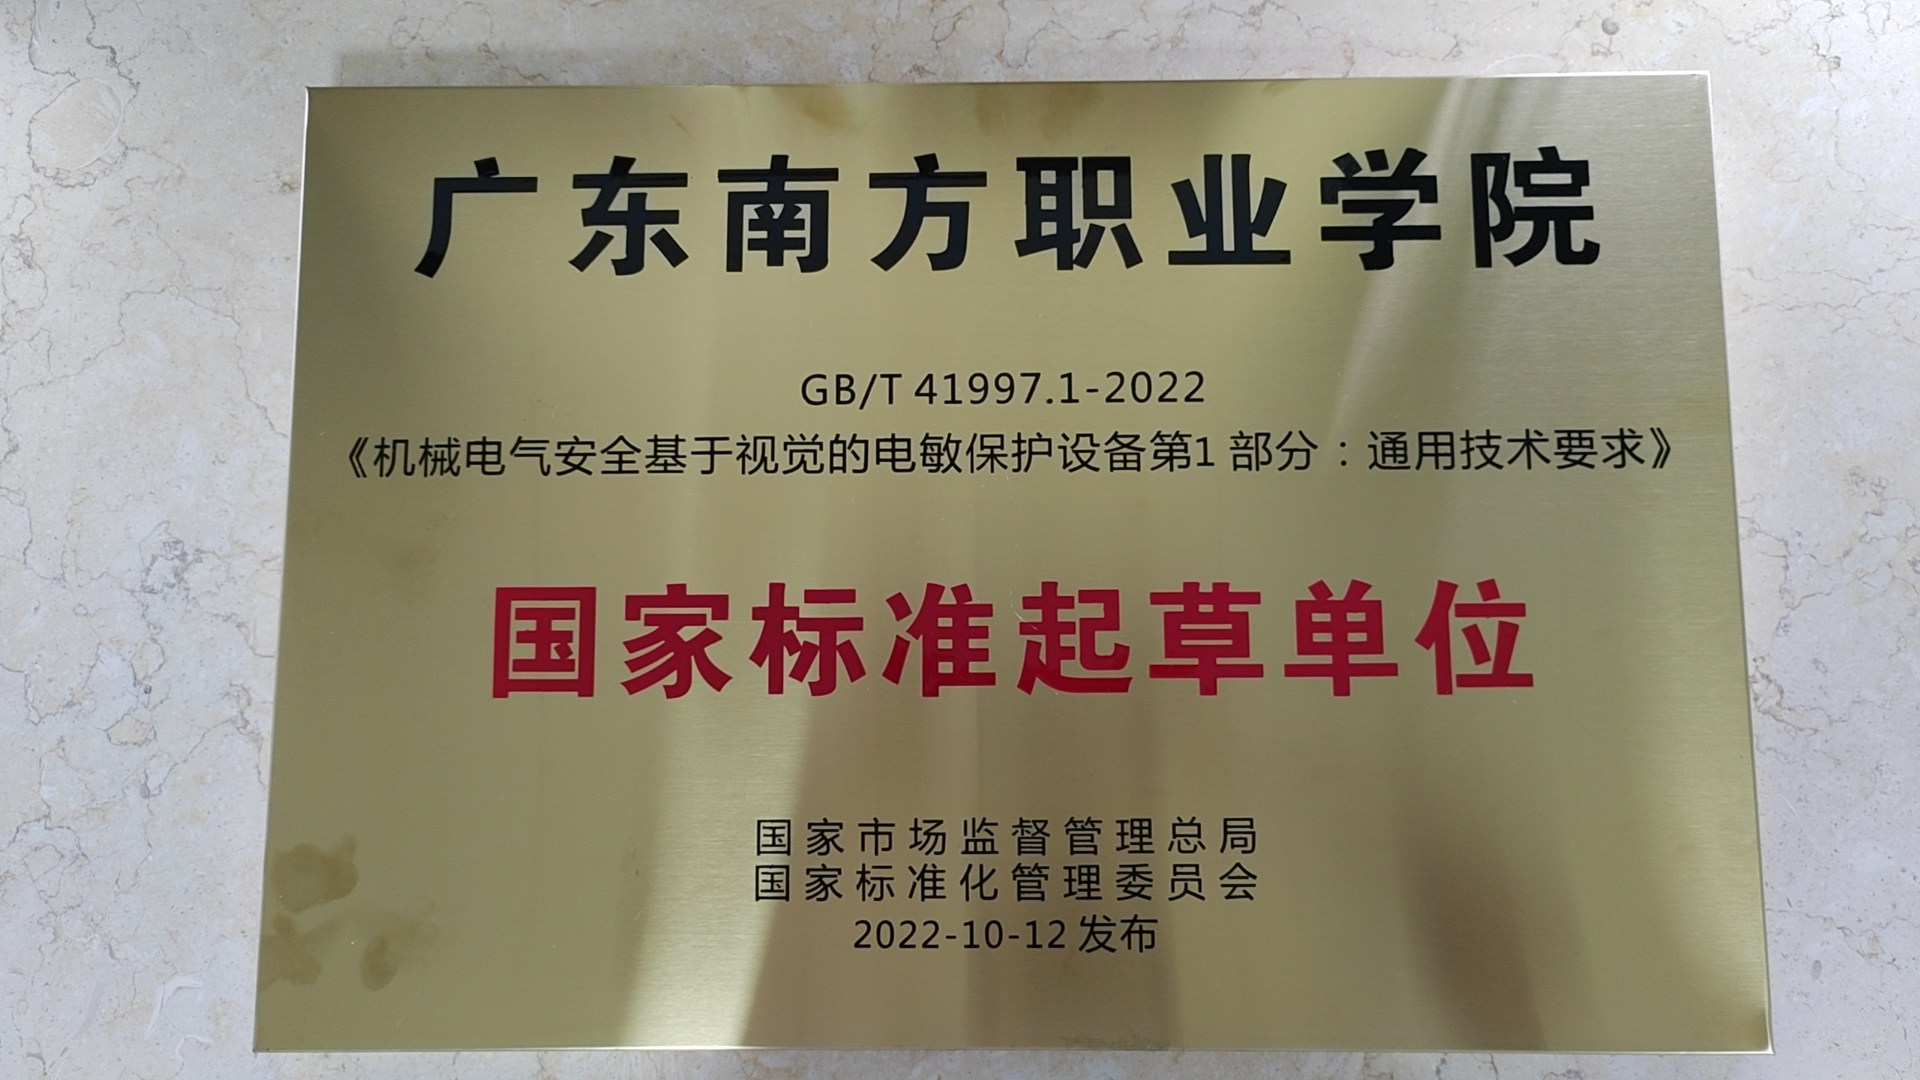 广东南方职业学院
GB/T 41997.1-2022
《机械电气安全基于视觉的电敏保护设备第1 部分：通用技术要求》
国家标准起草单位
国家市场监督管理总局
国家标准化管理委员会
2022-10-12 发布